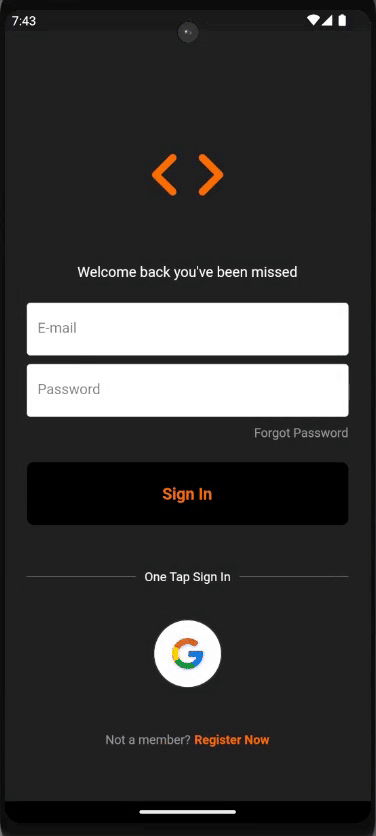 7:43
Welcome back you've been missed
E-mail
Password
Forgot Password
Sign In
One Tap Sign In
Not a member? Register Now